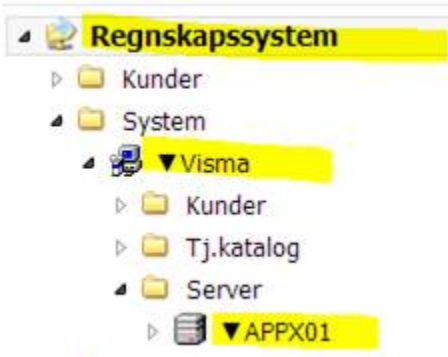 Regnskapssystem
Kunder
System
▼Visma
Kunder
Tj.katalog
Server
▼APPX01